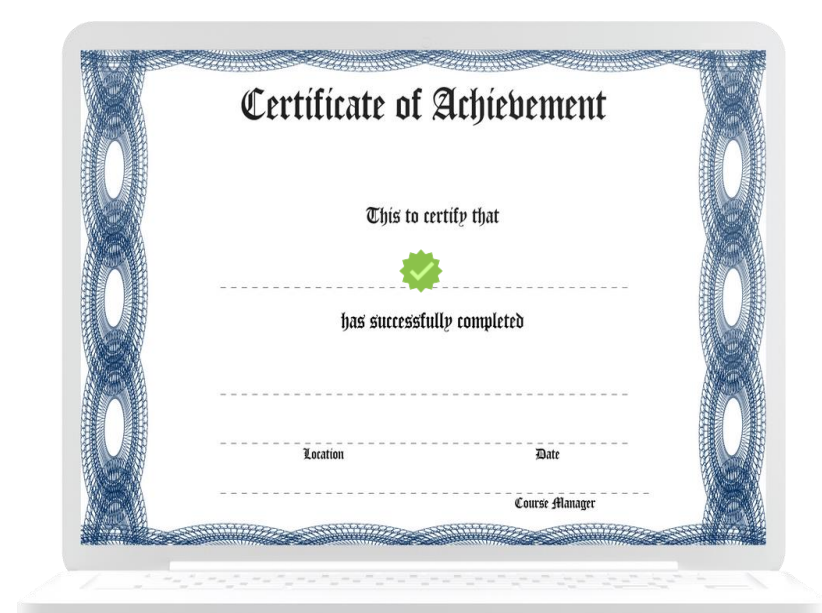 Certificate of Achievement
This to certify that
has successfully completed
Location Date
Course Manager